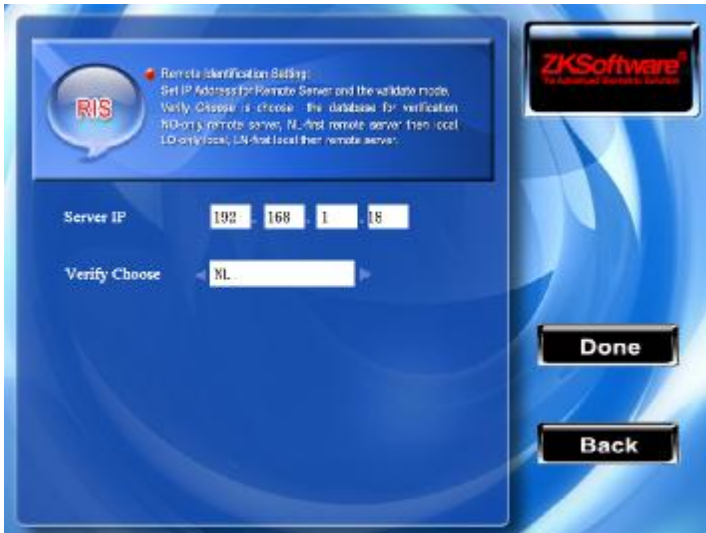 RIS
Remote Identification Setting:
Set IP Address for Remote Server and the validate mode.
Verify Choose is choose the database for verification
NO-only remote server, NL-first remote server then local
LO-only local, LN-first local then remote server.
ZKSoftware®
Server IP 192 . 168 . 1 . 18
Verify Choose NL
Done
Back